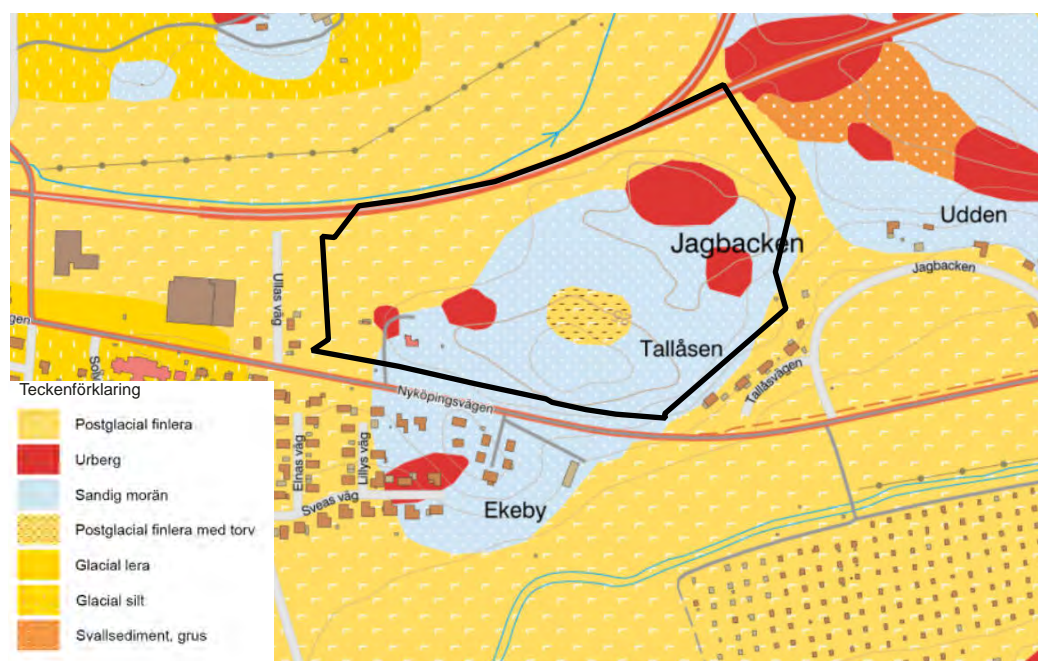 Udden
Jagbacken
Jagbacken
Ullas väg
Tallåsen
Tallåsvägen
Nyköpingsvägen
Elnas väg
Lillys väg
Sveas väg
Ekeby
Teckenförklaring
Postglacial finlera
Urberg
Sandig morän
Postglacial finlera med torv
Glacial lera
Glacial silt
Svallsediment, grus